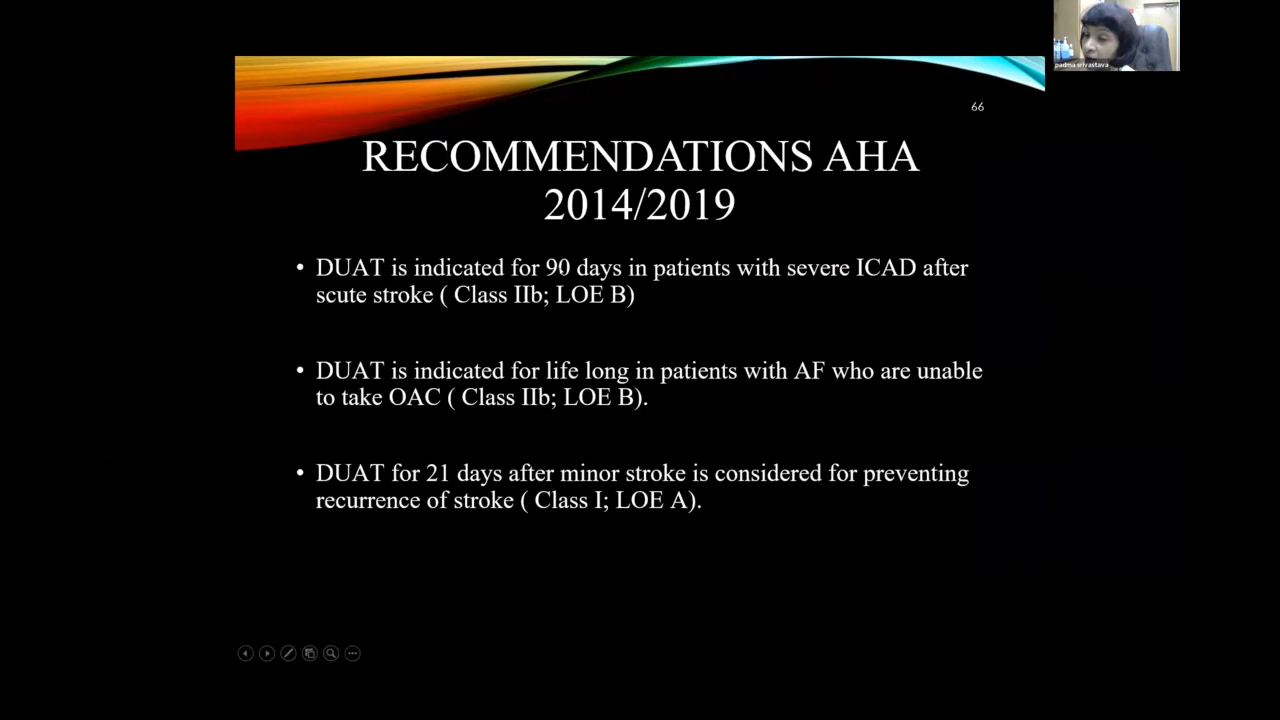 padma srivastava
66
RECOMMENDATIONS AHA
2014/2019
• DUAT is indicated for 90 days in patients with severe ICAD after
scute stroke ( Class IIb; LOE B)
• DUAT is indicated for life long in patients with AF who are unable
to take OAC ( Class IIb; LOE B).
• DUAT for 21 days after minor stroke is considered for preventing
recurrence of stroke ( Class I; LOE A).